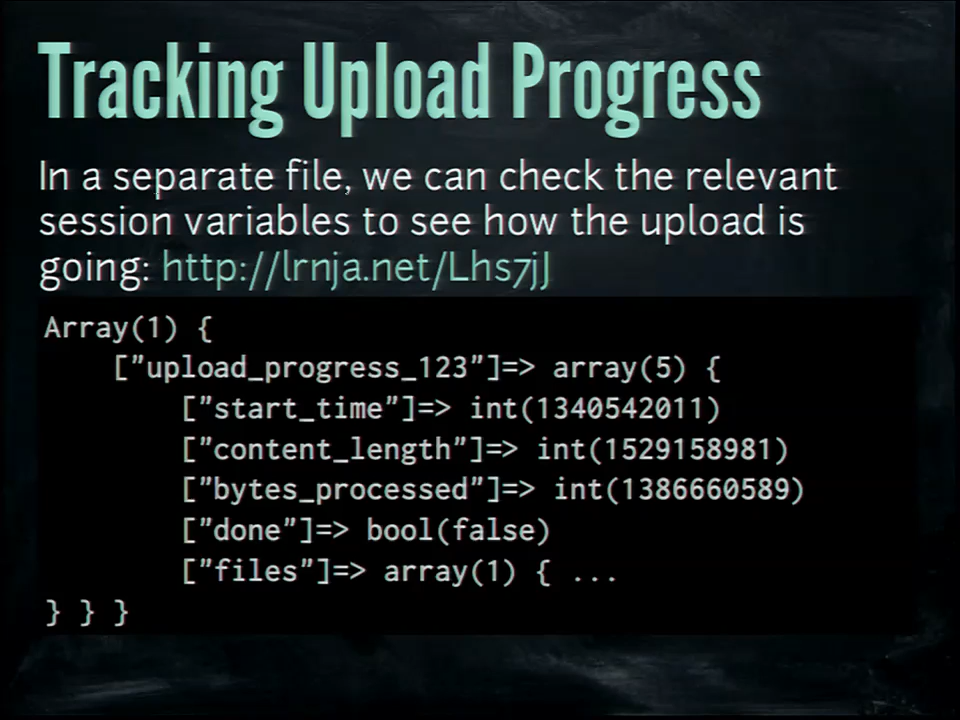 Tracking Upload Progress
In a separate file, we can check the relevant
session variables to see how the upload is
going: http://lrnja.net/Lhs7jJ
Array(1) {
["upload_progress_123"]=> array(5) {
["start_time"]=> int(1340542011)
["content_length"]=> int(1529158981)
["bytes_processed"]=> int(1386660589)
["done"]=> bool(false)
["files"]=> array(1) { ...
} } }